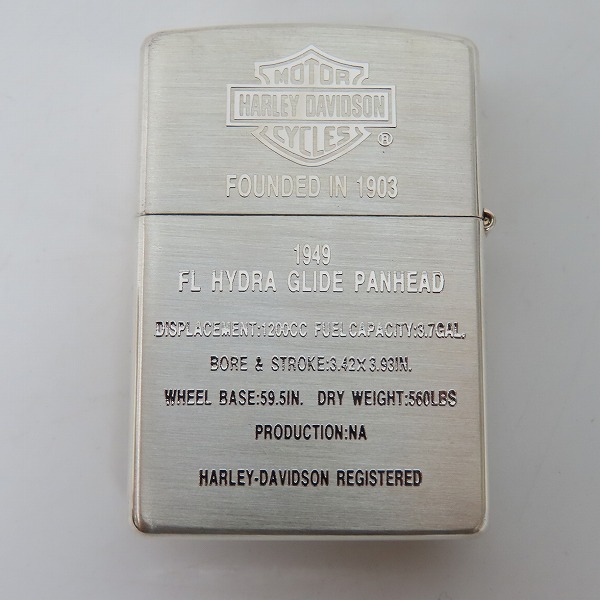 MOTOR
HARLEY DAVIDSON
CYCLES
®
FOUNDED IN 1903
1949
FL HYDRA GLIDE PANHEAD
DISPLACEMENT:1200CC FUEL CAPACITY:3.7GAL.
BORE & STROKE:3.42X3.93IN.
WHEEL BASE:59.5IN. DRY WEIGHT:560LBS
PRODUCTION:NA
HARLEY-DAVIDSON REGISTERED